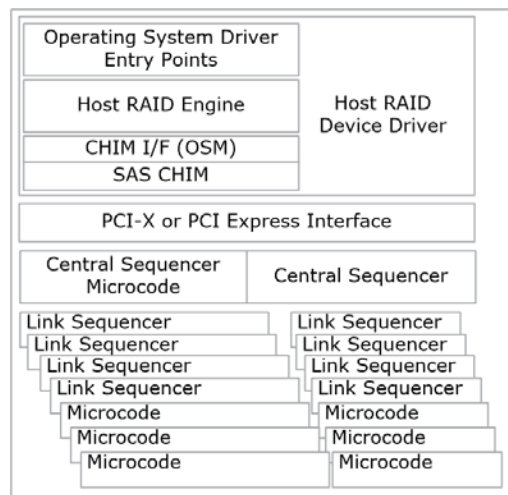 Operating System Driver
Entry Points
Host RAID Engine
CHIM I/F (OSM)
SAS CHIM
Host RAID
Device Driver
PCI-X or PCI Express Interface
Central Sequencer
Microcode
Central Sequencer
Link Sequencer
Link Sequencer
Link Sequencer
Link Sequencer
Microcode
Microcode
Microcode
Link Sequencer
Link Sequencer
Link Sequencer
Link Sequencer
Microcode
Microcode
Microcode